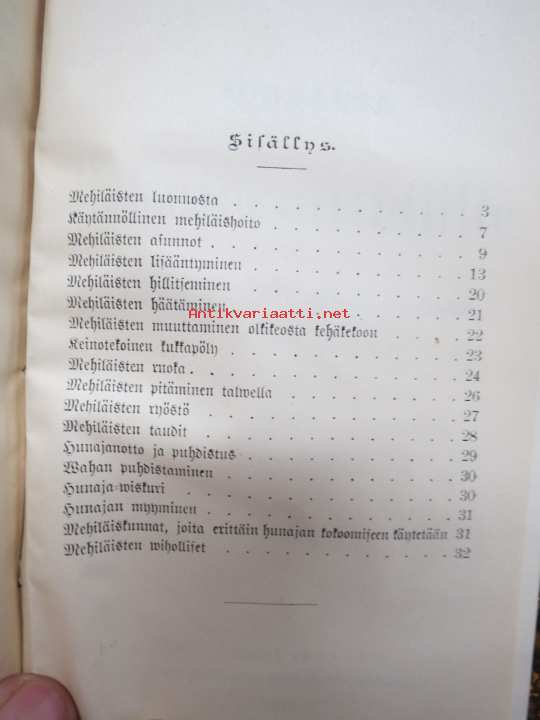 Sisällys.
Mehiläisten luonnosta . . . . . . . . . . 3
Käytännöllinen mehiläishoito . . . . . . . . 7
Mehiläisten asunnot . . . . . . . . . . . 9
Mehiläisten lisääntyminen . . . . . . . . . 13
Mehiläisten hillitseminen . . . . . . . . . 20
Mehiläisten häätäminen . . . . . . . . . 21
Antikvariaatti.net
Mehiläisten muuttaminen olkikeosta kehäkekoon . . . . 22
Keinotekoinen kukkapöly . . . . . . . . . 23
Mehiläisten ruoka . . . . . . . . . . . 24
Mehiläisten pitäminen talwella . . . . . . . 26
Mehiläisten ryöstö . . . . . . . . . . . 27
Mehiläisten taudit . . . . . . . . . . . 28
Hunajanotto ja puhdistus . . . . . . . . . 29
Wahan puhdistaminen . . . . . . . . . . 30
Hunaja-wiskuri . . . . . . . . . . . . 30
Hunajan myyminen . . . . . . . . . . . 31
Mehiläiskunnat, joita erittäin hunajan kokoomiseen käytetään 31
Mehiläisten wiholliset . . . . . . . . . . 32